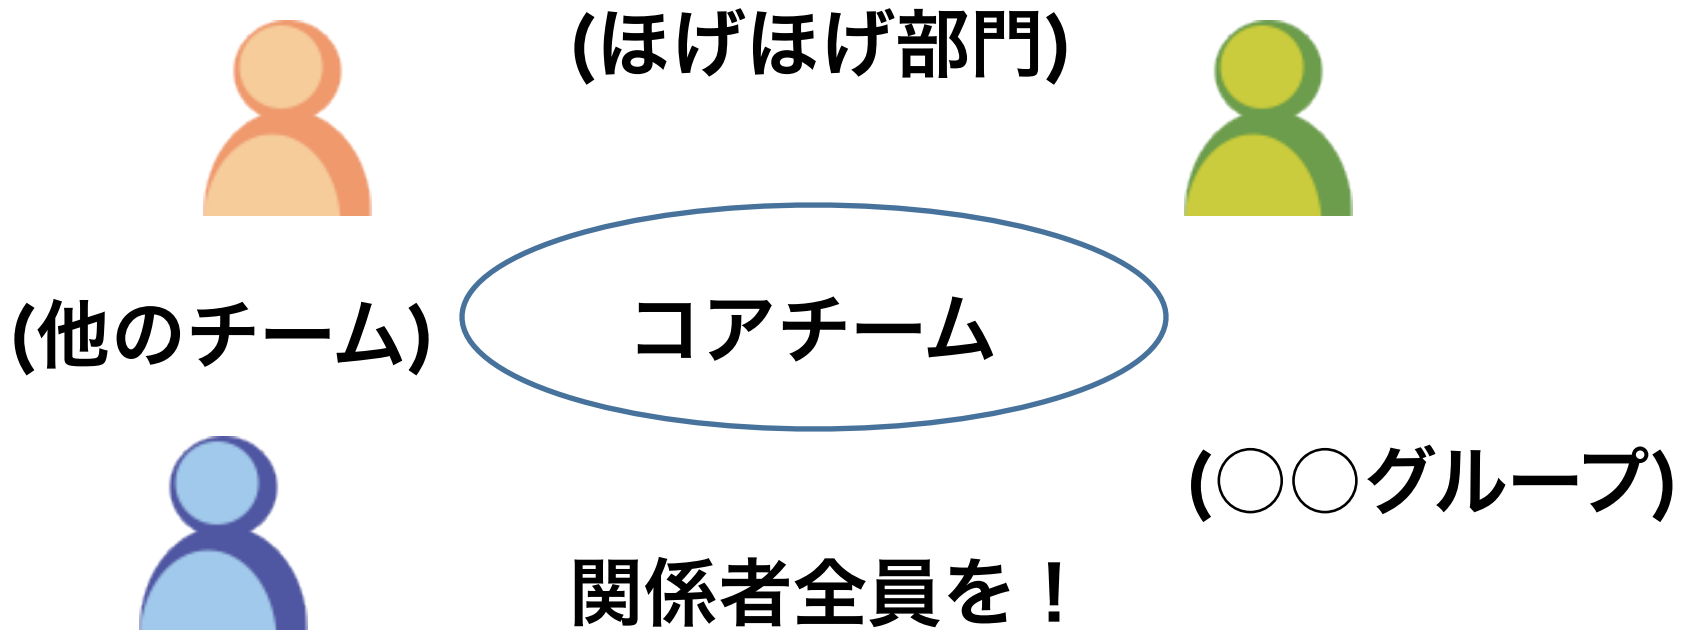 (ほげほげ部門)
(他のチーム)
コアチーム
(○○グループ)
関係者全員を！